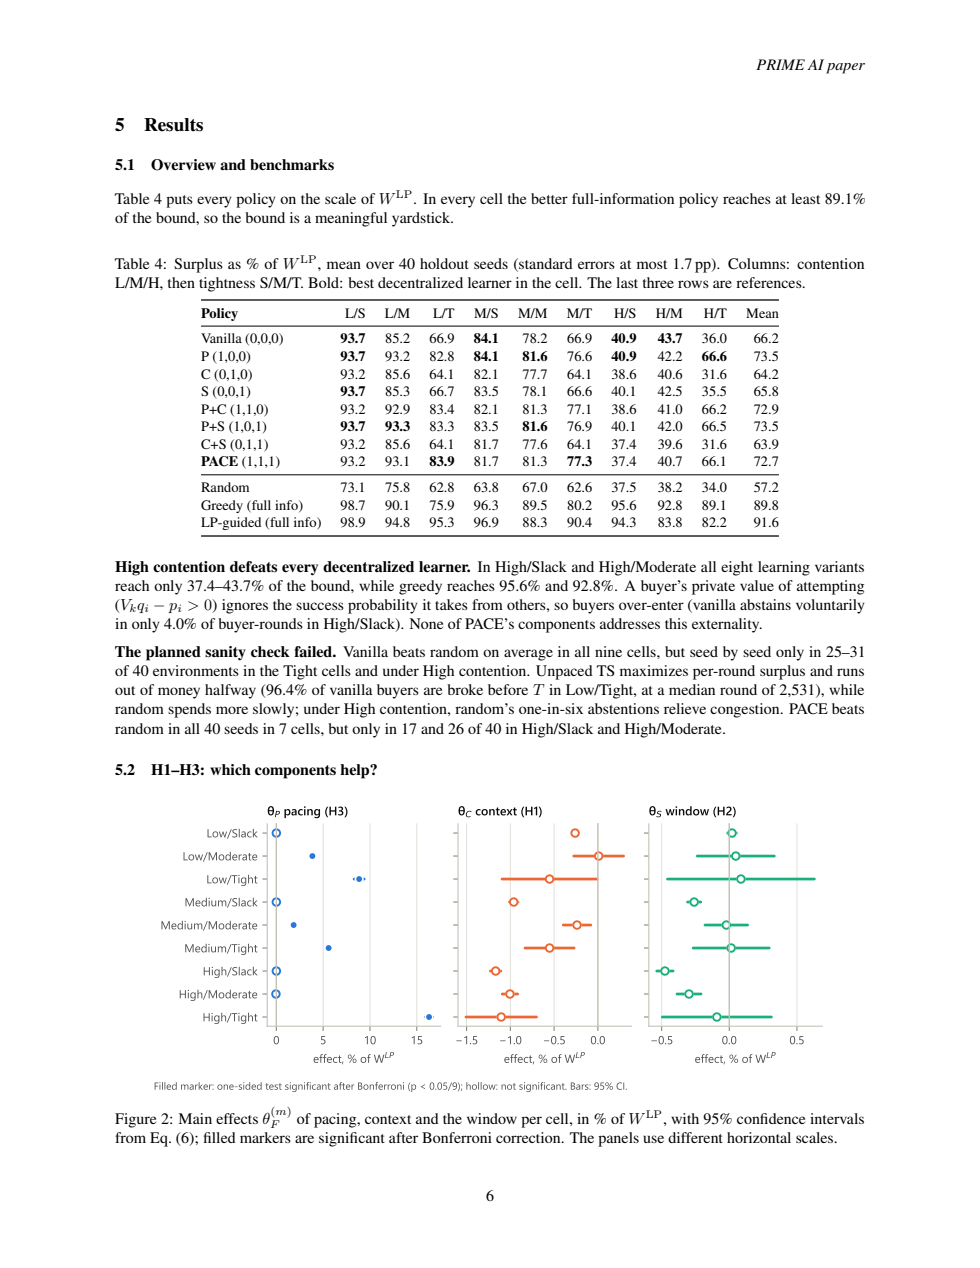 PRIME AI paper
5 Results
5.1 Overview and benchmarks
Table 4 puts every policy on the scale of W^LP. In every cell the better full-information policy reaches at least 89.1%
of the bound, so the bound is a meaningful yardstick.
Table 4: Surplus as % of W^LP, mean over 40 holdout seeds (standard errors at most 1.7 pp). Columns: contention
L/M/H, then tightness S/M/T. Bold: best decentralized learner in the cell. The last three rows are references.
Policy L/S L/M L/T M/S M/M M/T H/S H/M H/T Mean
Vanilla (0,0,0) 93.7 85.2 66.9 84.1 78.2 66.9 40.9 43.7 36.0 66.2
P (1,0,0) 93.7 93.2 82.8 84.1 81.6 76.6 40.9 42.2 66.6 73.5
C (0,1,0) 93.2 85.6 64.1 82.1 77.7 64.1 38.6 40.6 31.6 64.2
S (0,0,1) 93.7 85.3 66.7 83.5 78.1 66.6 40.1 42.5 35.5 65.8
P+C (1,1,0) 93.2 92.9 83.4 82.1 81.3 77.1 38.6 41.0 66.2 72.9
P+S (1,0,1) 93.7 93.3 83.3 83.5 81.6 76.9 40.1 42.0 66.5 73.5
C+S (0,1,1) 93.2 85.6 64.1 81.7 77.6 64.1 37.4 39.6 31.6 63.9
PACE (1,1,1) 93.2 93.1 83.9 81.7 81.3 77.3 37.4 40.7 66.1 72.7
Random 73.1 75.8 62.8 63.8 67.0 62.6 37.5 38.2 34.0 57.2
Greedy (full info) 98.7 90.1 75.9 96.3 89.5 80.2 95.6 92.8 89.1 89.8
LP-guided (full info) 98.9 94.8 95.3 96.9 88.3 90.4 94.3 83.8 82.2 91.6
High contention defeats every decentralized learner. In High/Slack and High/Moderate all eight learning variants
reach only 37.4–43.7% of the bound, while greedy reaches 95.6% and 92.8%. A buyer's private value of attempting
(V_k q_i − p_i > 0) ignores the success probability it takes from others, so buyers over-enter (vanilla abstains voluntarily
in only 4.0% of buyer-rounds in High/Slack). None of PACE's components addresses this externality.
The planned sanity check failed. Vanilla beats random on average in all nine cells, but seed by seed only in 25–31
of 40 environments in the Tight cells and under High contention. Unpaced TS maximizes per-round surplus and runs
out of money halfway (96.4% of vanilla buyers are broke before T in Low/Tight, at a median round of 2,531), while
random spends more slowly; under High contention, random's one-in-six abstentions relieve congestion. PACE beats
random in all 40 seeds in 7 cells, but only in 17 and 26 of 40 in High/Slack and High/Moderate.
5.2 H1–H3: which components help?
θ_P pacing (H3) θ_C context (H1) θ_S window (H2)
Low/Slack
Low/Moderate
Low/Tight
Medium/Slack
Medium/Moderate
Medium/Tight
High/Slack
High/Moderate
High/Tight
0 5 10 15 −1.5 −1.0 −0.5 0.0 −0.5 0.0 0.5
effect, % of W^LP effect, % of W^LP effect, % of W^LP
Filled marker: one-sided test significant after Bonferroni (p < 0.05/9); hollow: not significant. Bars: 95% CI.
Figure 2: Main effects θ_F^(m) of pacing, context and the window per cell, in % of W^LP, with 95% confidence intervals
from Eq. (6); filled markers are significant after Bonferroni correction. The panels use different horizontal scales.
6